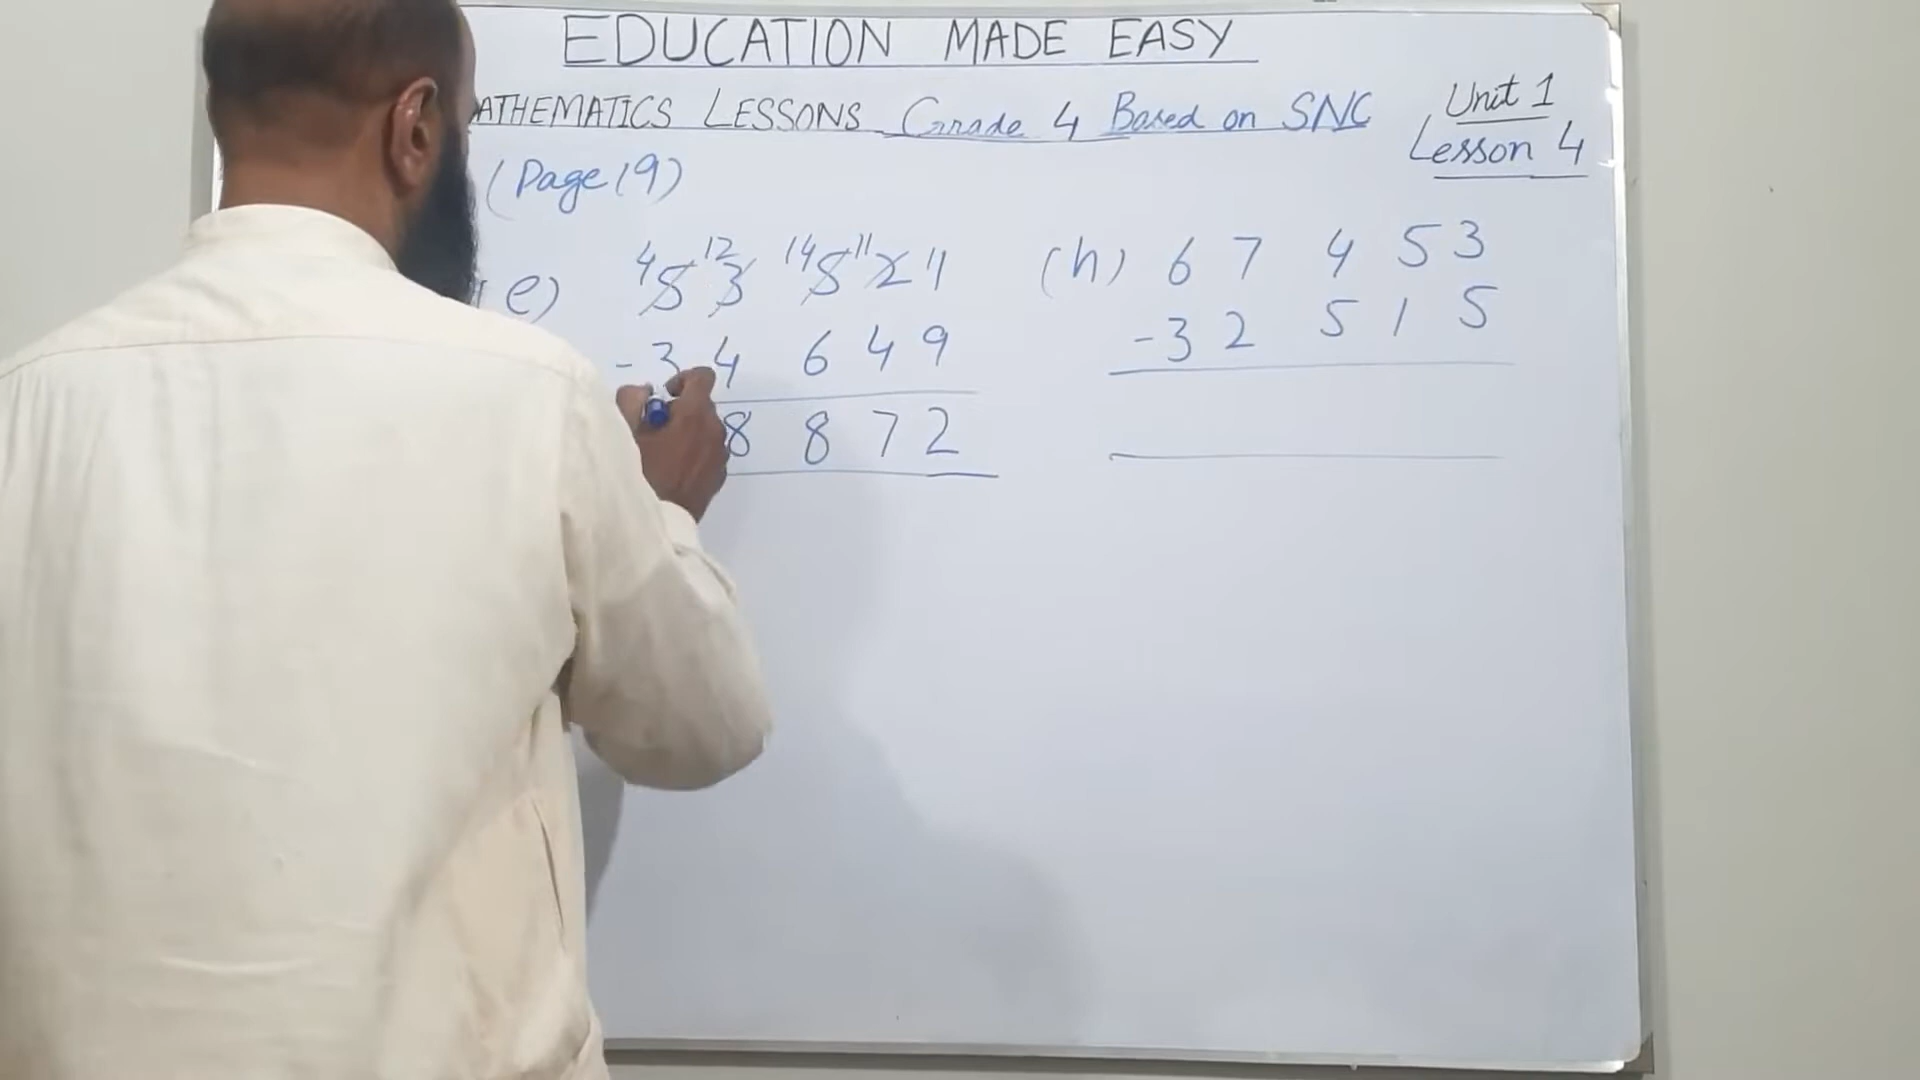 EDUCATION MADE EASY
ATHEMATICS LESSONS Grade 4 Based on SNC
Unit 1
Lesson 4
(Page 19)
e) 4 5 12 3 14 5 11 2 11
- 3 4 6 4 9
8 8 7 2
(h) 6 7 4 5 3
- 3 2 5 1 5